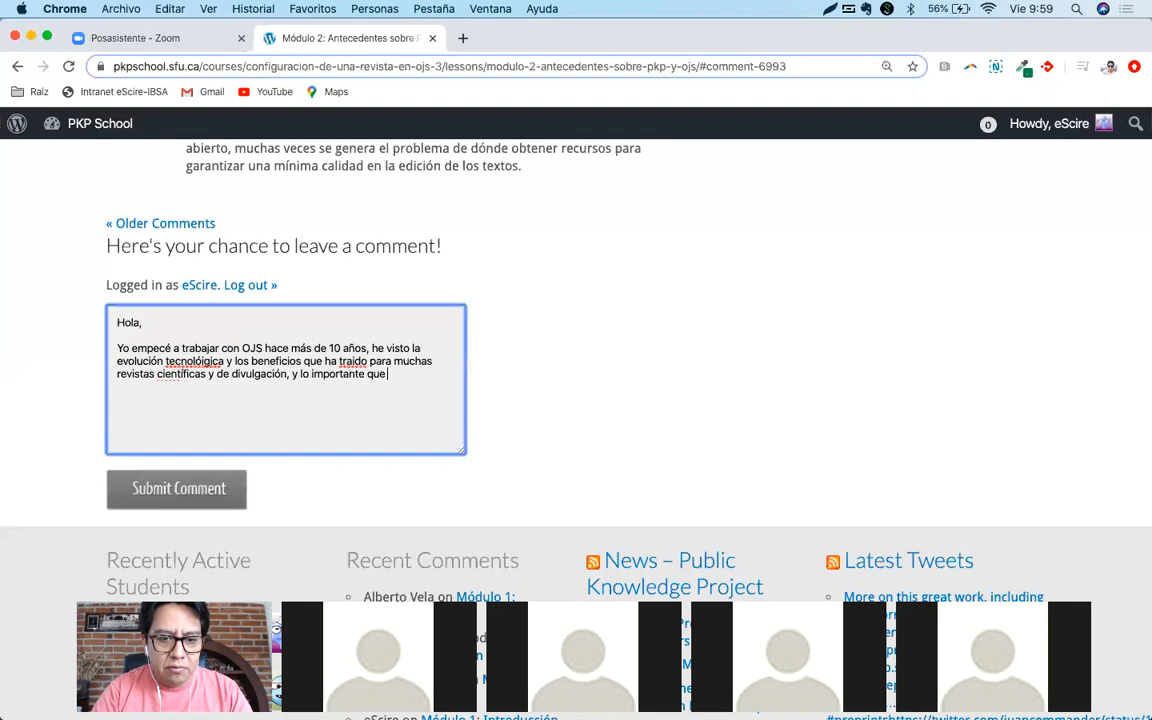 Chrome Archivo Editar Ver Historial Favoritos Personas Pestaña Ventana Ayuda 56% Vie 9:59
Posasistente - Zoom
Módulo 2: Antecedentes sobre
pkpschool.sfu.ca/courses/configuracion-de-una-revista-en-ojs-3/lessons/modulo-2-antecedentes-sobre-pkp-y-ojs/#comment-6993
Raíz Intranet eScire-IBSA Gmail YouTube Maps
PKP School 0 Howdy, eScire
abierto, muchas veces se genera el problema de dónde obtener recursos para
garantizar una mínima calidad en la edición de los textos.
« Older Comments
Here's your chance to leave a comment!
Logged in as eScire. Log out »
Hola,
Yo empecé a trabajar con OJS hace más de 10 años, he visto la
evolución tecnolóigica y los beneficios que ha traido para muchas
revistas científicas y de divulgación, y lo importante que
Submit Comment
Recently Active
Students
Recent Comments
Alberto Vela on Módulo 1:
eScire on Módulo 1: Introducción
News – Public
Knowledge Project
Latest Tweets
More on this great work, including